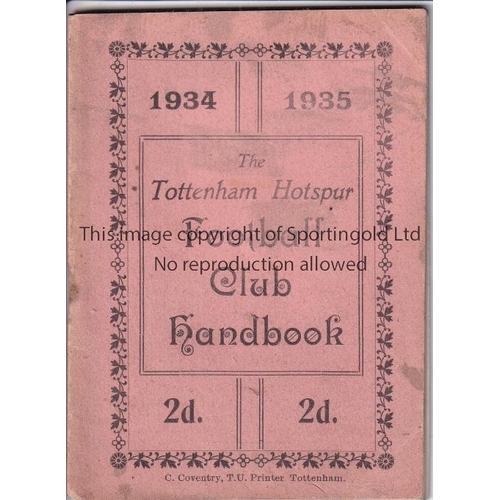 1934 1935
The
Tottenham Hotspur
Football
Club
Handbook
This image copyright of Sportingold Ltd
No reproduction allowed
2d. 2d.
C. Coventry, T.U. Printer Tottenham.